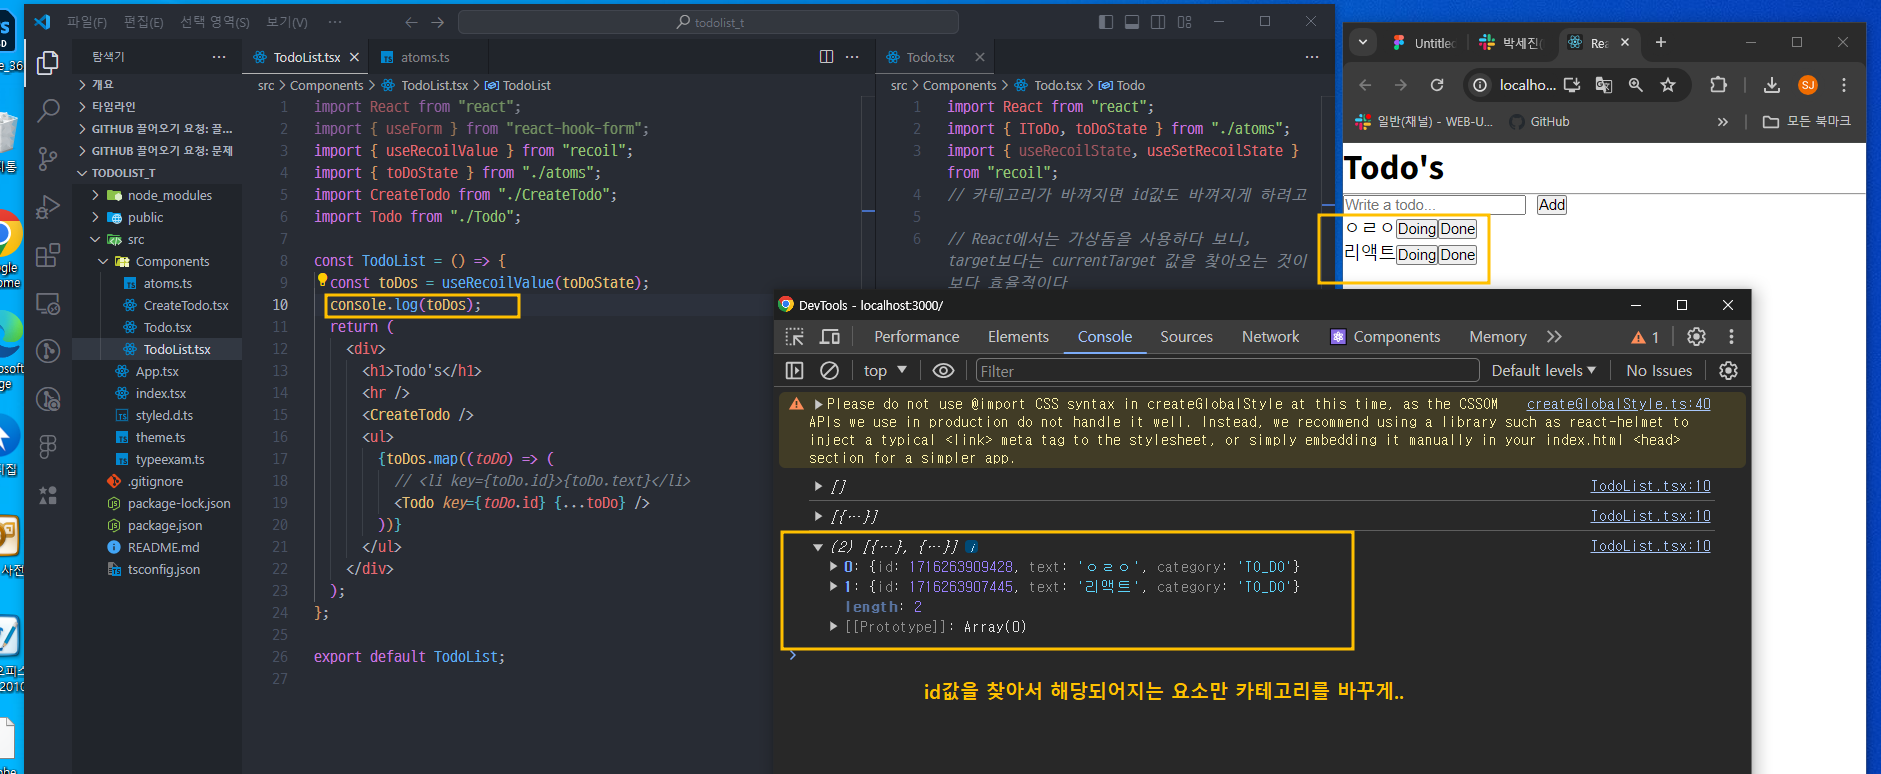 파일(F) 편집(E) 선택 영역(S) 보기(V) ··· todolist_t
탐색기 ···
개요
타임라인
GITHUB 끌어오기 요청: 끌...
GITHUB 끌어오기 요청: 문제
TODOLIST_T
node_modules
public
src
Components
atoms.ts
CreateTodo.tsx
Todo.tsx
TodoList.tsx
App.tsx
index.tsx
styled.d.ts
theme.ts
typeexam.ts
.gitignore
package-lock.json
package.json
README.md
tsconfig.json
TodoList.tsx atoms.ts
src > Components > TodoList.tsx > TodoList
1 import React from "react";
2 import { useForm } from "react-hook-form";
3 import { useRecoilValue } from "recoil";
4 import { toDoState } from "./atoms";
5 import CreateTodo from "./CreateTodo";
6 import Todo from "./Todo";
7
8 const TodoList = () => {
9 const toDos = useRecoilValue(toDoState);
10 console.log(toDos);
11 return (
12 <div>
13 <h1>Todo's</h1>
14 <hr />
15 <CreateTodo />
16 <ul>
17 {toDos.map((toDo) => (
18 // <li key={toDo.id}>{toDo.text}</li>
19 <Todo key={toDo.id} {...toDo} />
20 ))}
21 </ul>
22 </div>
23 );
24 };
25
26 export default TodoList;
27
Todo.tsx
src > Components > Todo.tsx > Todo
1 import React from "react";
2 import { IToDo, toDoState } from "./atoms";
3 import { useRecoilState, useSetRecoilState }
from "recoil";
4 // 카테고리가 바껴지면 id값도 바껴지게 하려고
5
6 // React에서는 가상돔을 사용하다 보니,
target보다는 currentTarget 값을 찾아오는 것이
보다 효율적이다
Untitled 박세진( Rea
localho... SJ
일반(채널) - WEB-U... GitHub » 모든 북마크
Todo's
Write a todo... Add
ㅇㄹㅇ Doing Done
리액트 Doing Done
DevTools - localhost:3000/
Performance Elements Console Sources Network Components Memory 1
top Filter Default levels No Issues
Please do not use @import CSS syntax in createGlobalStyle at this time, as the CSSOM createGlobalStyle.ts:40
APIs we use in production do not handle it well. Instead, we recommend using a library such as react-helmet to
inject a typical <link> meta tag to the stylesheet, or simply embedding it manually in your index.html <head>
section for a simpler app.
[] TodoList.tsx:10
[{…}] TodoList.tsx:10
(2) [{…}, {…}] i TodoList.tsx:10
0: {id: 1716263909428, text: 'ㅇㄹㅇ', category: 'TO_DO'}
1: {id: 1716263907445, text: '리액트', category: 'TO_DO'}
length: 2
[[Prototype]]: Array(0)
id값을 찾아서 해당되어지는 요소만 카테고리를 바꾸게..